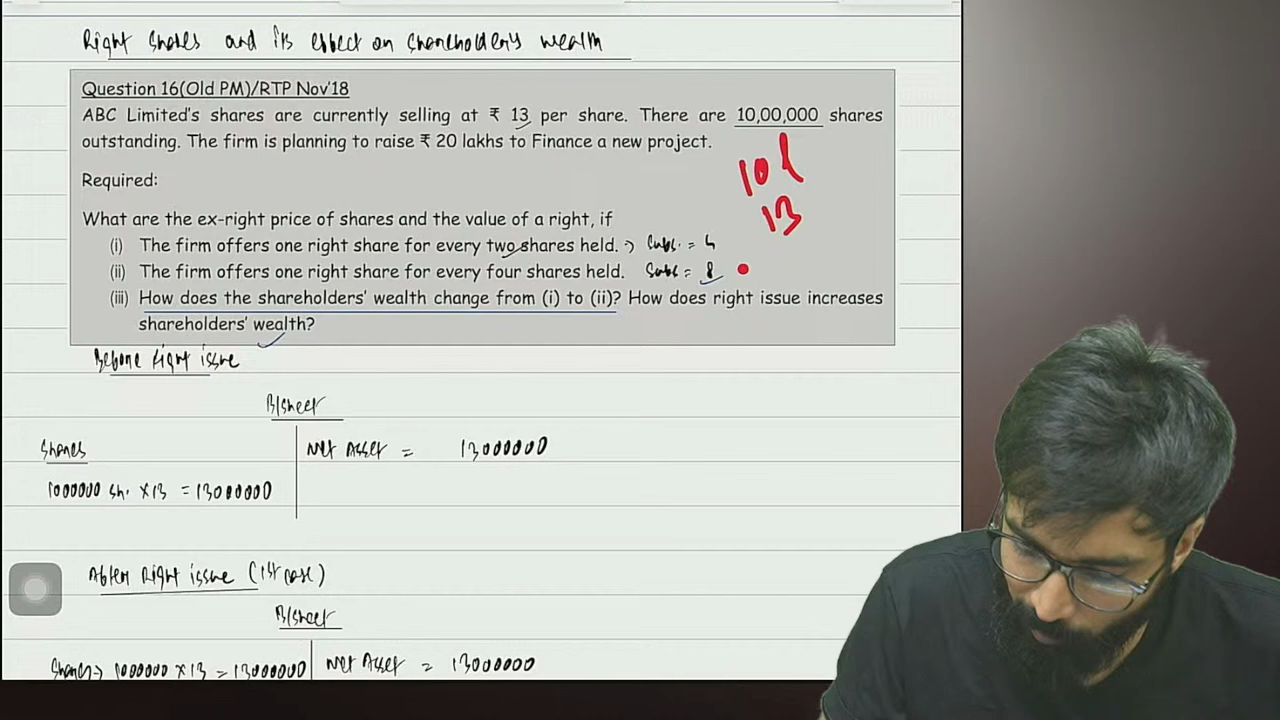 Right Shares and its effect on Shareholder's wealth
Question 16(Old PM)/RTP Nov'18
ABC Limited's shares are currently selling at ₹ 13 per share. There are 10,00,000 shares
outstanding. The firm is planning to raise ₹ 20 lakhs to Finance a new project.
10 l
13
Required:
What are the ex-right price of shares and the value of a right, if
(i) The firm offers one right share for every two shares held. → Subs. = 4
(ii) The firm offers one right share for every four shares held. Subs = 8
(iii) How does the shareholders' wealth change from (i) to (ii)? How does right issue increases
shareholders' wealth?
Before Right issue
B/Sheet
Shares
Net Asset = 13000000
1000000 sh. × 13 = 13000000
After Right issue (1st case)
B/Sheet
Shares → 1000000 × 13 = 13000000
Net Asset = 13000000